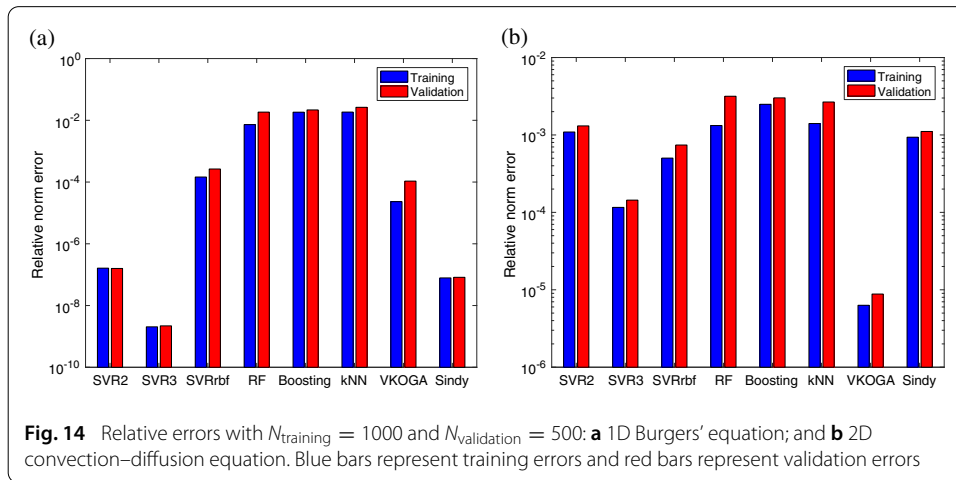 (a)
10^0
10^-2
10^-4
10^-6
10^-8
10^-10
Relative norm error
Training
Validation
SVR2 SVR3 SVRrbf RF Boosting kNN VKOGA Sindy
(b)
10^-2
10^-3
10^-4
10^-5
10^-6
Relative norm error
Training
Validation
SVR2 SVR3 SVRrbf RF Boosting kNN VKOGA Sindy
Fig. 14 Relative errors with N_training = 1000 and N_validation = 500: a 1D Burgers' equation; and b 2D
convection–diffusion equation. Blue bars represent training errors and red bars represent validation errors